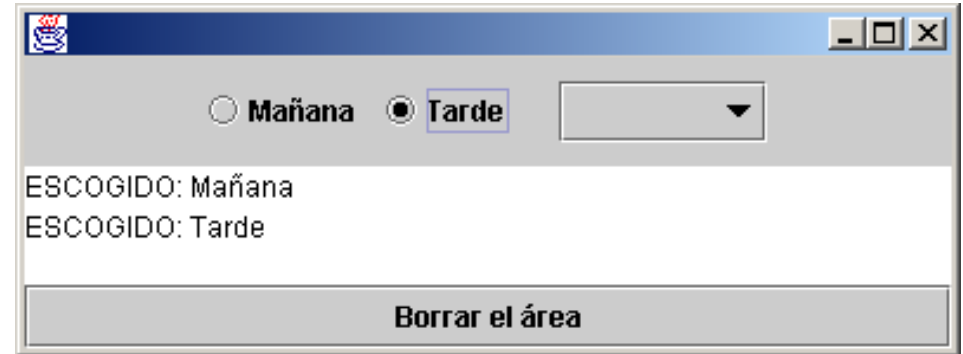 Mañana Tarde
ESCOGIDO: Mañana
ESCOGIDO: Tarde
Borrar el área